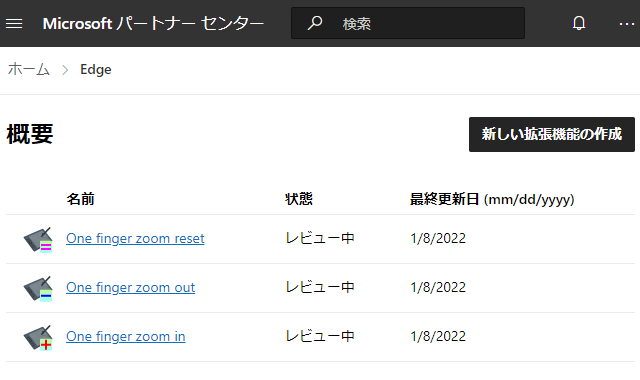 Microsoft パートナー センター 検索
ホーム > Edge
概要 新しい拡張機能の作成
名前 状態 最終更新日 (mm/dd/yyyy)
One finger zoom reset レビュー中 1/8/2022
One finger zoom out レビュー中 1/8/2022
One finger zoom in レビュー中 1/8/2022